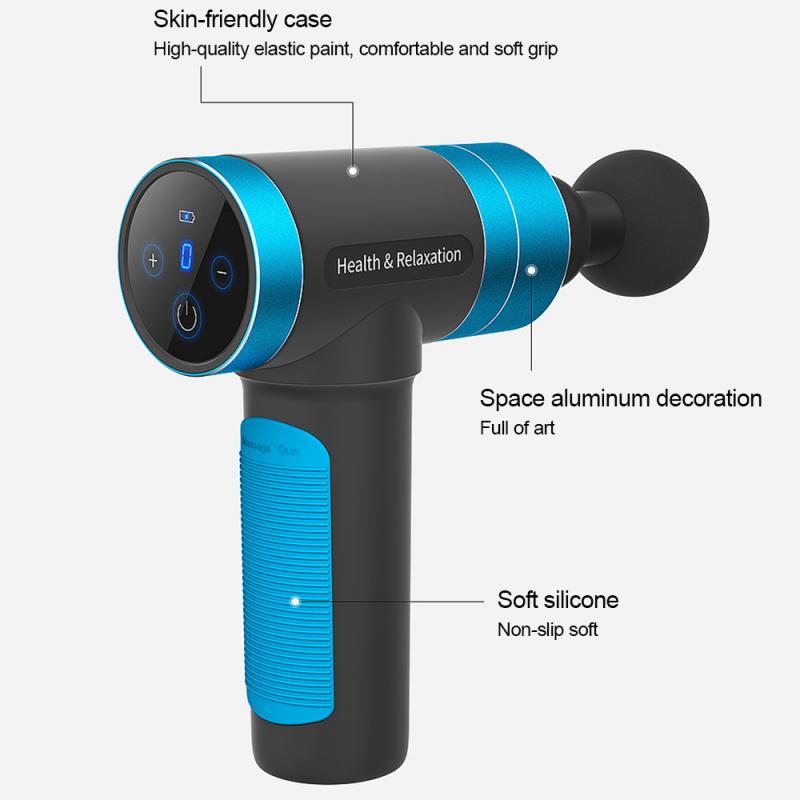 Skin-friendly case
High-quality elastic paint, comfortable and soft grip
0
+
−
Health & Relaxation
Space aluminum decoration
Full of art
Massage Gun
Soft silicone
Non-slip soft